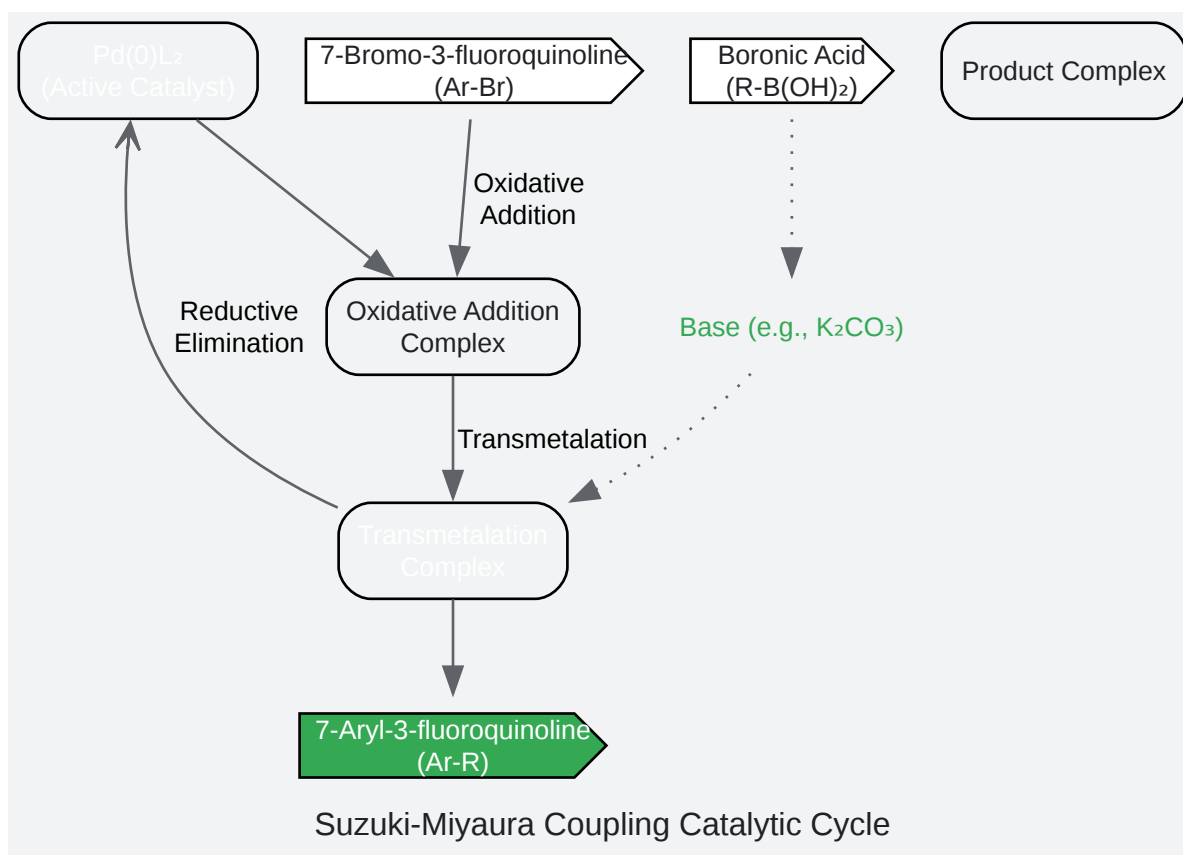 Pd(0)L₂
(Active Catalyst)
7-Bromo-3-fluoroquinoline
(Ar-Br)
Boronic Acid
(R-B(OH)₂)
Product Complex
Oxidative
Addition
Reductive
Elimination
Oxidative Addition
Complex
Base (e.g., K₂CO₃)
Transmetalation
Transmetalation
Complex
7-Aryl-3-fluoroquinoline
(Ar-R)
Suzuki-Miyaura Coupling Catalytic Cycle